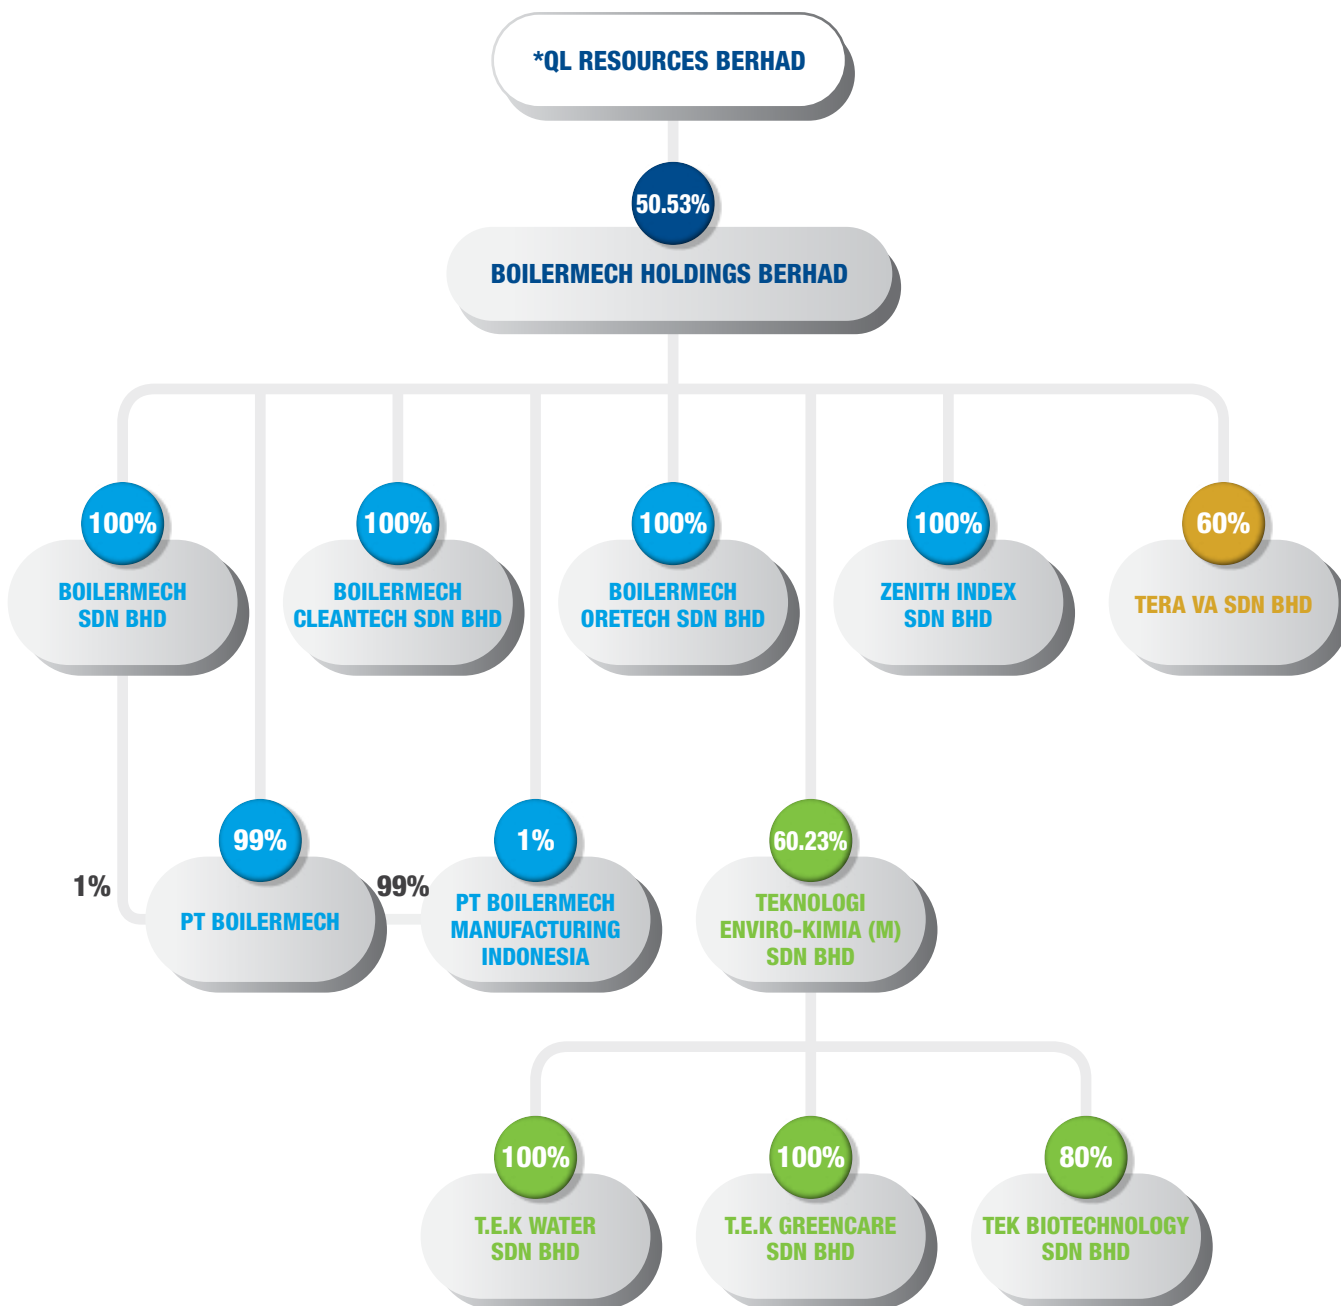 *QL RESOURCES BERHAD
50.53%
BOILERMECH HOLDINGS BERHAD
100%
BOILERMECH
SDN BHD
100%
BOILERMECH
CLEANTECH SDN BHD
100%
BOILERMECH
ORETECH SDN BHD
100%
ZENITH INDEX
SDN BHD
60%
TERA VA SDN BHD
1%
99%
PT BOILERMECH
99%
1%
PT BOILERMECH
MANUFACTURING
INDONESIA
60.23%
TEKNOLOGI
ENVIRO-KIMIA (M)
SDN BHD
100%
T.E.K WATER
SDN BHD
100%
T.E.K GREENCARE
SDN BHD
80%
TEK BIOTECHNOLOGY
SDN BHD